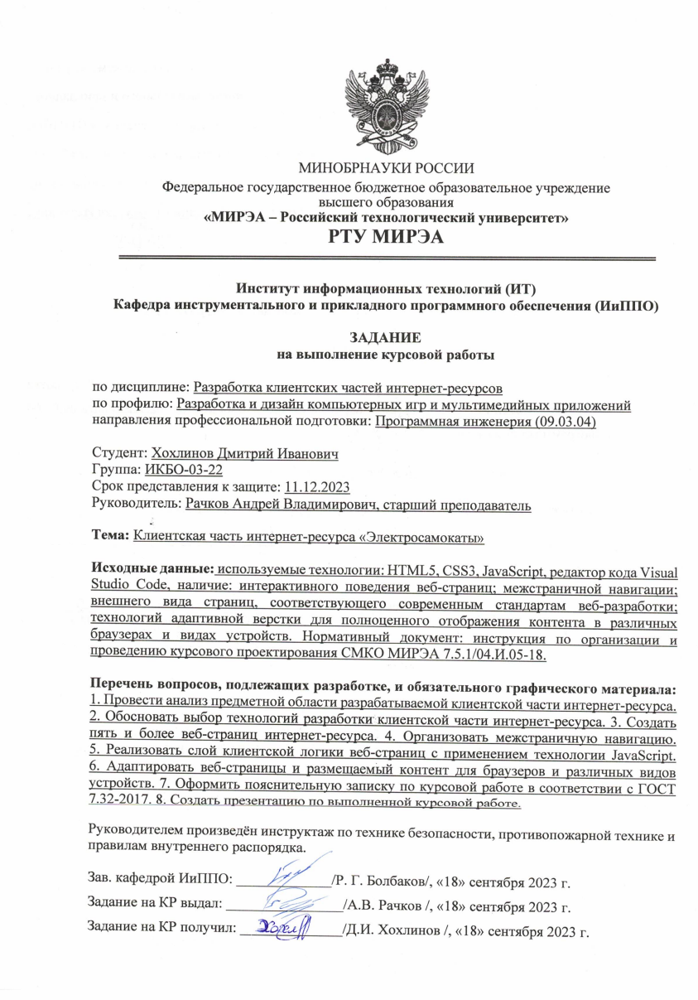 МИНОБРНАУКИ РОССИИ
Федеральное государственное бюджетное образовательное учреждение
высшего образования
«МИРЭА – Российский технологический университет»
РТУ МИРЭА
Институт информационных технологий (ИТ)
Кафедра инструментального и прикладного программного обеспечения (ИиППО)
ЗАДАНИЕ
на выполнение курсовой работы
по дисциплине: Разработка клиентских частей интернет-ресурсов
по профилю: Разработка и дизайн компьютерных игр и мультимедийных приложений
направления профессиональной подготовки: Программная инженерия (09.03.04)
Студент: Хохлинов Дмитрий Иванович
Группа: ИКБО-03-22
Срок представления к защите: 11.12.2023
Руководитель: Рачков Андрей Владимирович, старший преподаватель
Тема: Клиентская часть интернет-ресурса «Электросамокаты»
Исходные данные: используемые технологии: HTML5, CSS3, JavaScript, редактор кода Visual
Studio Code, наличие: интерактивного поведения веб-страниц; межстраничной навигации;
внешнего вида страниц, соответствующего современным стандартам веб-разработки;
технологий адаптивной верстки для полноценного отображения контента в различных
браузерах и видах устройств. Нормативный документ: инструкция по организации и
проведению курсового проектирования СМКО МИРЭА 7.5.1/04.И.05-18.
Перечень вопросов, подлежащих разработке, и обязательного графического материала:
1. Провести анализ предметной области разрабатываемой клиентской части интернет-ресурса.
2. Обосновать выбор технологий разработки клиентской части интернет-ресурса. 3. Создать
пять и более веб-страниц интернет-ресурса. 4. Организовать межстраничную навигацию.
5. Реализовать слой клиентской логики веб-страниц с применением технологии JavaScript.
6. Адаптировать веб-страницы и размещаемый контент для браузеров и различных видов
устройств. 7. Оформить пояснительную записку по курсовой работе в соответствии с ГОСТ
7.32-2017. 8. Создать презентацию по выполненной курсовой работе.
Руководителем произведён инструктаж по технике безопасности, противопожарной технике и
правилам внутреннего распорядка.
Зав. кафедрой ИиППО: /Р. Г. Болбаков/, «18» сентября 2023 г.
Задание на КР выдал: /А.В. Рачков /, «18» сентября 2023 г.
Задание на КР получил: /Д.И. Хохлинов /, «18» сентября 2023 г.